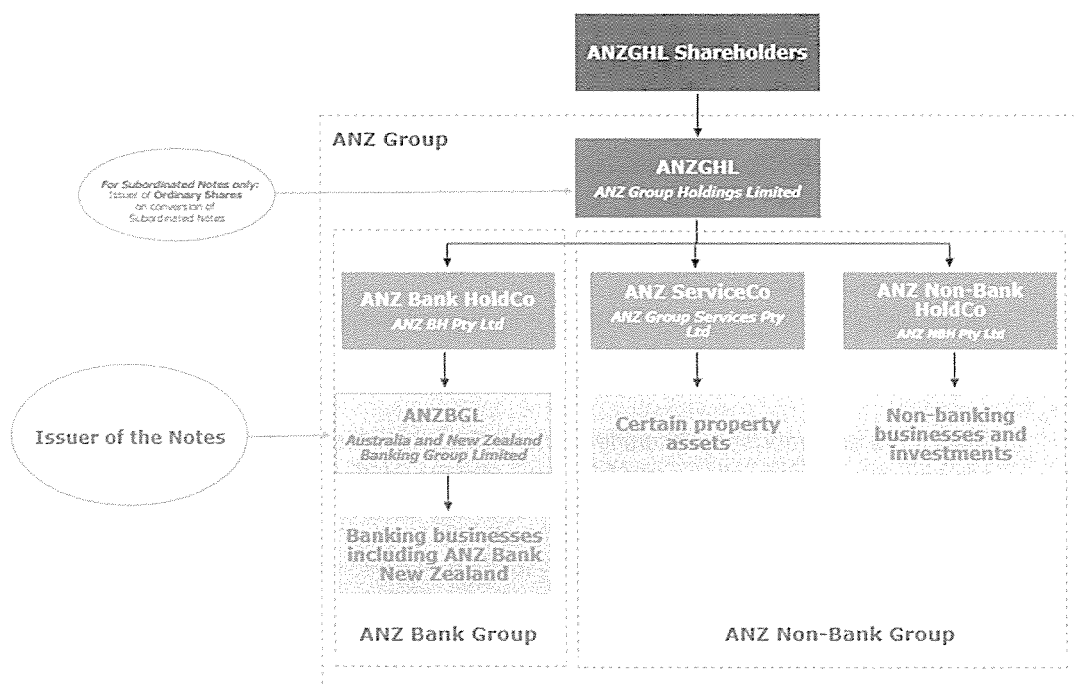 ANZGHL Shareholders
ANZ Group
ANZGHL
ANZ Group Holdings Limited
For Subordinated Notes only:
Issuer of Ordinary Shares
on conversion of
Subordinated Notes
ANZ Bank HoldCo
ANZ BH Pty Ltd
ANZ ServiceCo
ANZ Group Services Pty
Ltd
ANZ Non-Bank
HoldCo
ANZ NBH Pty Ltd
Issuer of the Notes
ANZBGL
Australia and New Zealand
Banking Group Limited
Certain property
assets
Non-banking
businesses and
investments
Banking businesses
including ANZ Bank
New Zealand
ANZ Bank Group
ANZ Non-Bank Group